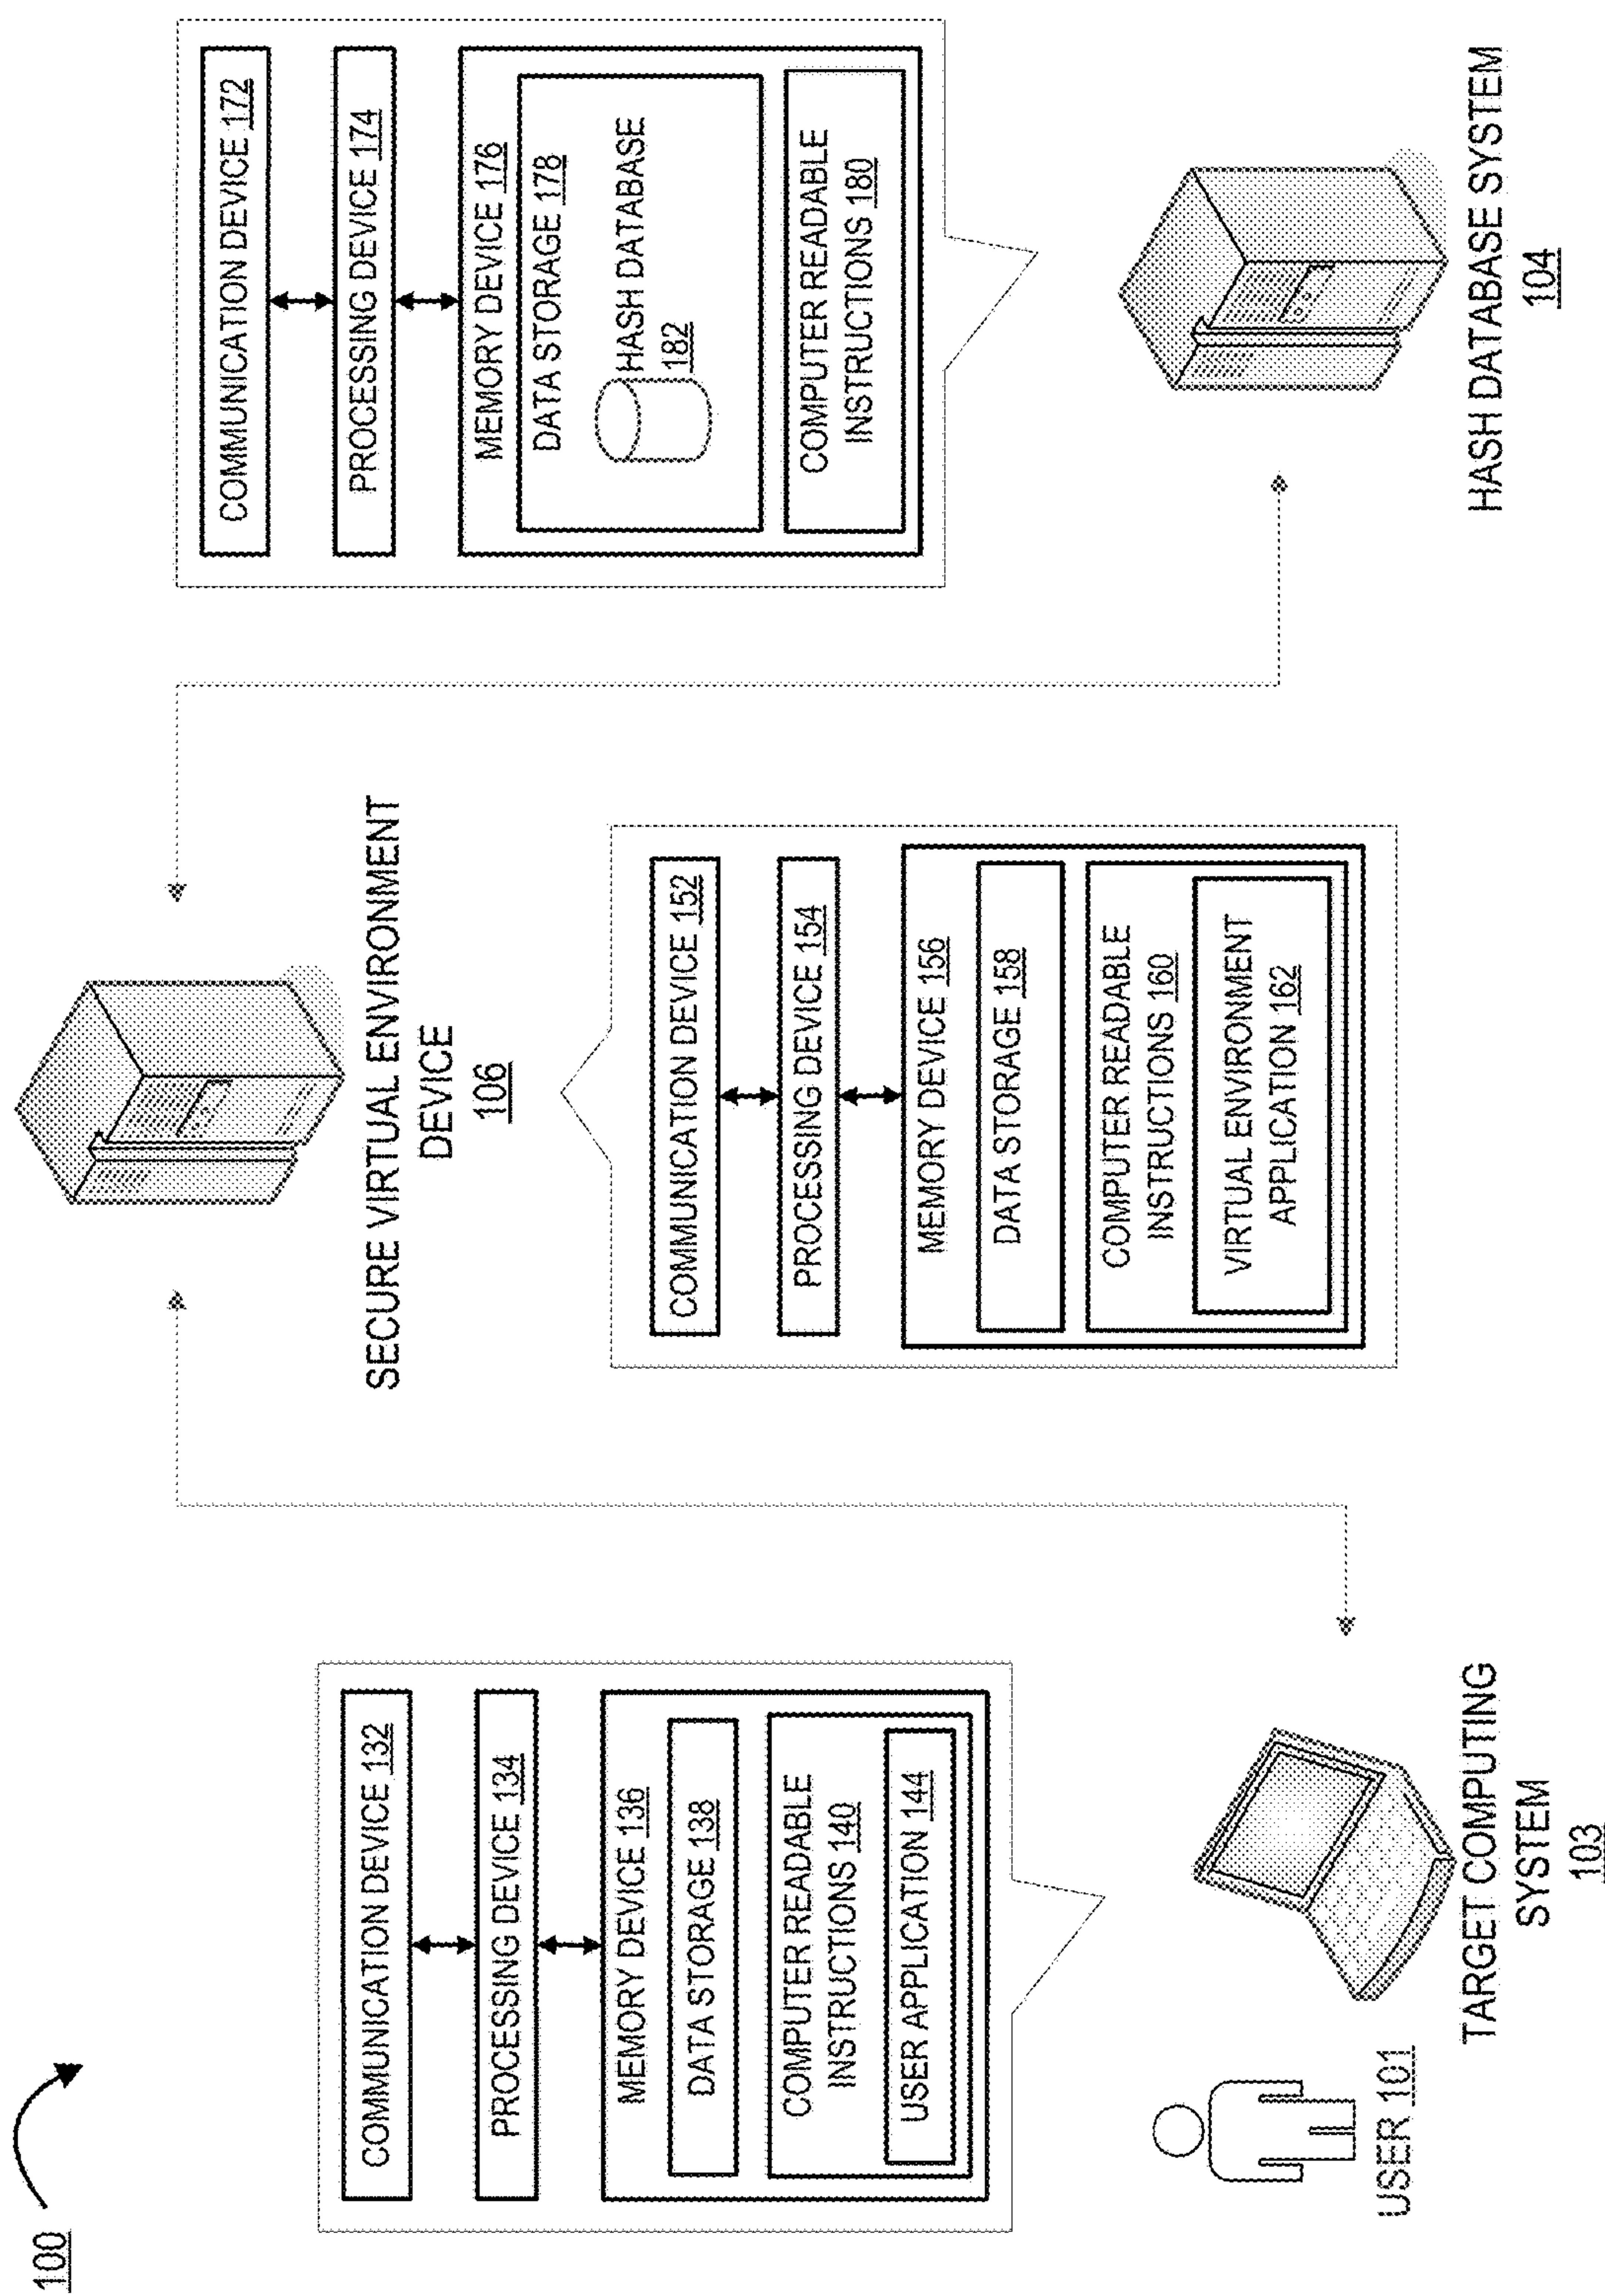 100
COMMUNICATION DEVICE 132
PROCESSING DEVICE 134
MEMORY DEVICE 136
DATA STORAGE 138
COMPUTER READABLE
INSTRUCTIONS 140
USER APPLICATION 144
USER 101
TARGET COMPUTING
SYSTEM
103
SECURE VIRTUAL ENVIRONMENT
DEVICE
106
COMMUNICATION DEVICE 152
PROCESSING DEVICE 154
MEMORY DEVICE 156
DATA STORAGE 158
COMPUTER READABLE
INSTRUCTIONS 160
VIRTUAL ENVIRONMENT
APPLICATION 162
COMMUNICATION DEVICE 172
PROCESSING DEVICE 174
MEMORY DEVICE 176
DATA STORAGE 178
HASH DATABASE
182
COMPUTER READABLE
INSTRUCTIONS 180
HASH DATABASE SYSTEM
104